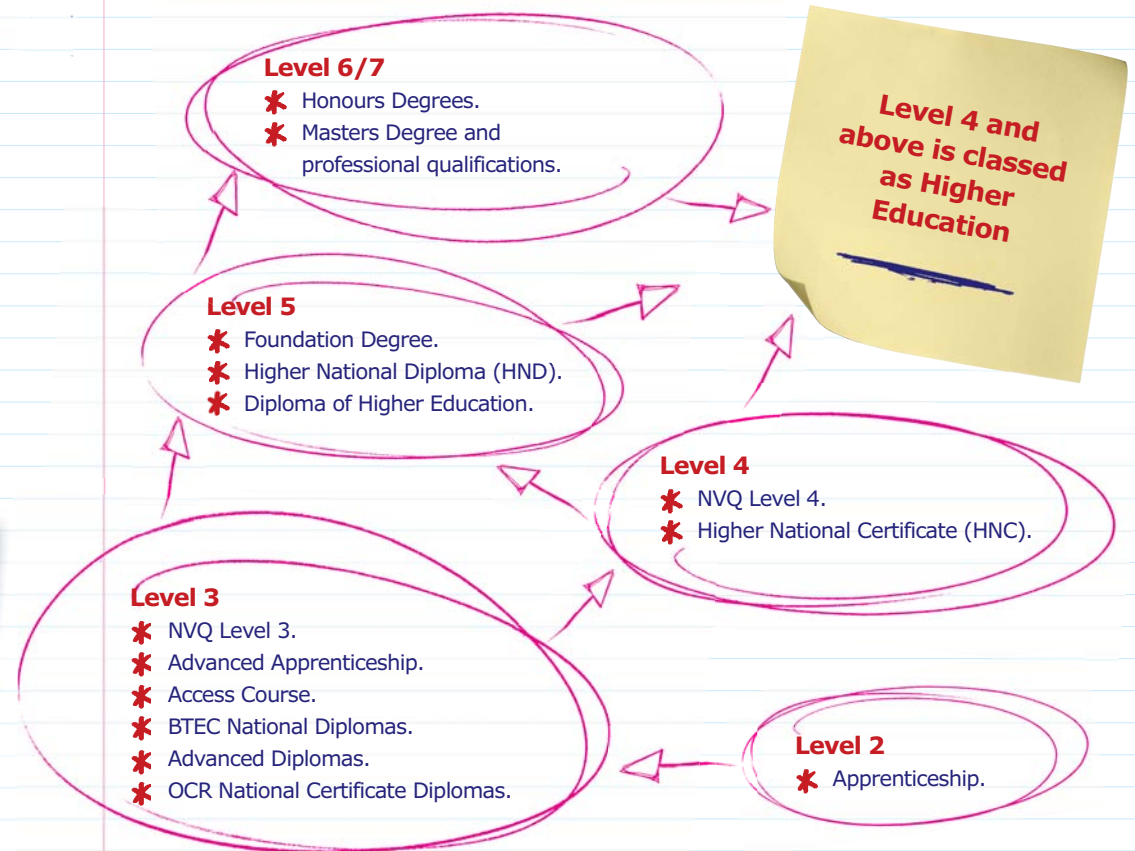 Level 6/7
Honours Degrees.
Masters Degree and
professional qualifications.
Level 4 and
above is classed
as Higher
Education
Level 5
Foundation Degree.
Higher National Diploma (HND).
Diploma of Higher Education.
Level 4
NVQ Level 4.
Higher National Certificate (HNC).
Level 3
NVQ Level 3.
Advanced Apprenticeship.
Access Course.
BTEC National Diplomas.
Advanced Diplomas.
OCR National Certificate Diplomas.
Level 2
Apprenticeship.